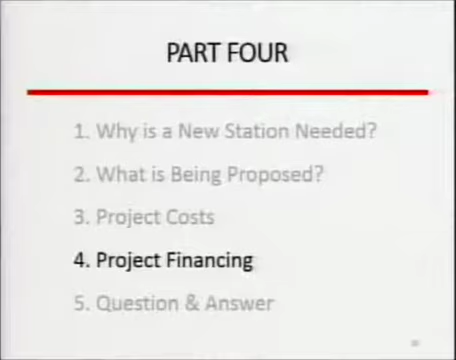 PART FOUR
1. Why is a New Station Needed?
2. What is Being Proposed?
3. Project Costs
4. Project Financing
5. Question & Answer